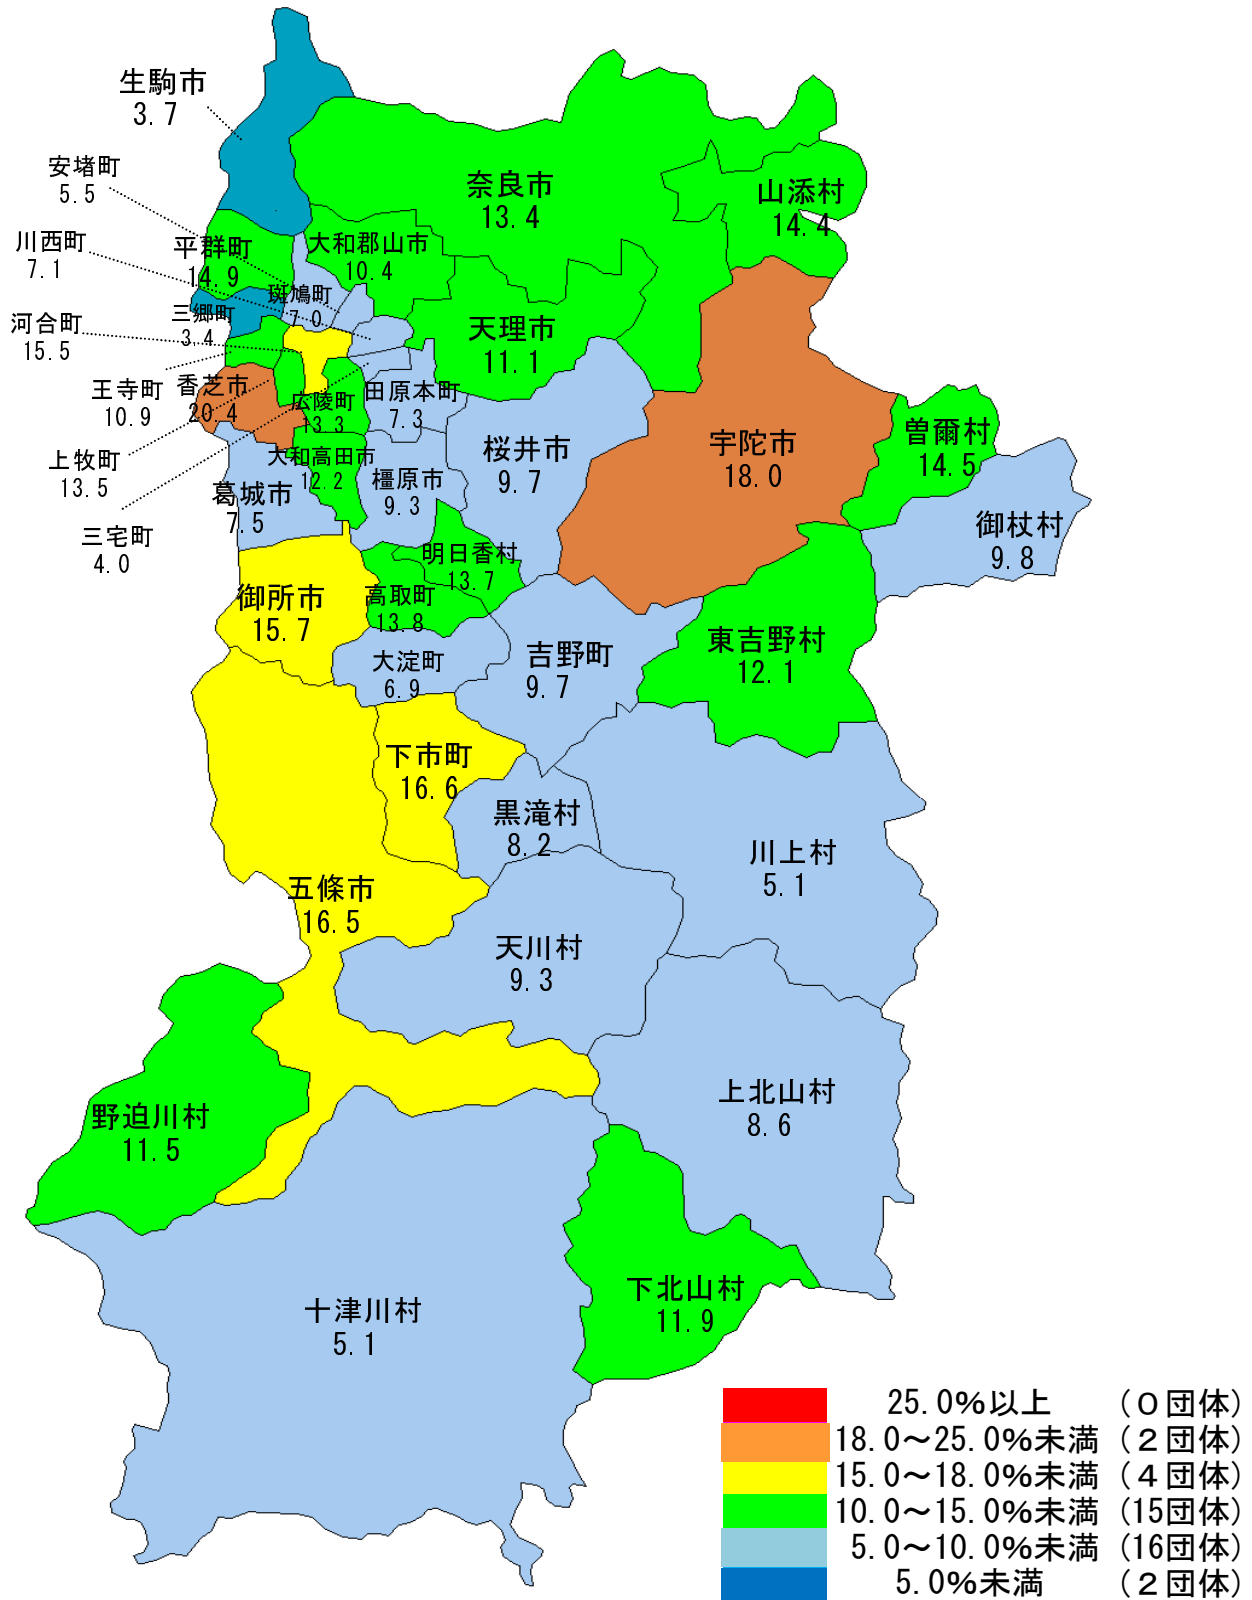 生駒市
3.7
安堵町
5.5
奈良市
13.4
山添村
14.4
川西町
7.1
平群町
14.9
大和郡山市
10.4
斑鳩町
7.0
三郷町
3.4
河合町
15.5
天理市
11.1
王寺町
10.9
香芝市
20.4
広陵町
13.3
田原本町
7.3
上牧町
13.5
大和高田市
12.2
橿原市
9.3
桜井市
9.7
宇陀市
18.0
曽爾村
14.5
葛城市
7.5
三宅町
4.0
御杖村
9.8
明日香村
13.7
御所市
15.7
高取町
13.8
大淀町
6.9
吉野町
9.7
東吉野村
12.1
下市町
16.6
黒滝村
8.2
川上村
5.1
五條市
16.5
天川村
9.3
野迫川村
11.5
上北山村
8.6
下北山村
11.9
十津川村
5.1
25.0%以上 (０団体)
18.0～25.0%未満 (２団体)
15.0～18.0%未満 (４団体)
10.0～15.0%未満 (15団体)
5.0～10.0%未満 (16団体)
5.0%未満 (２団体)